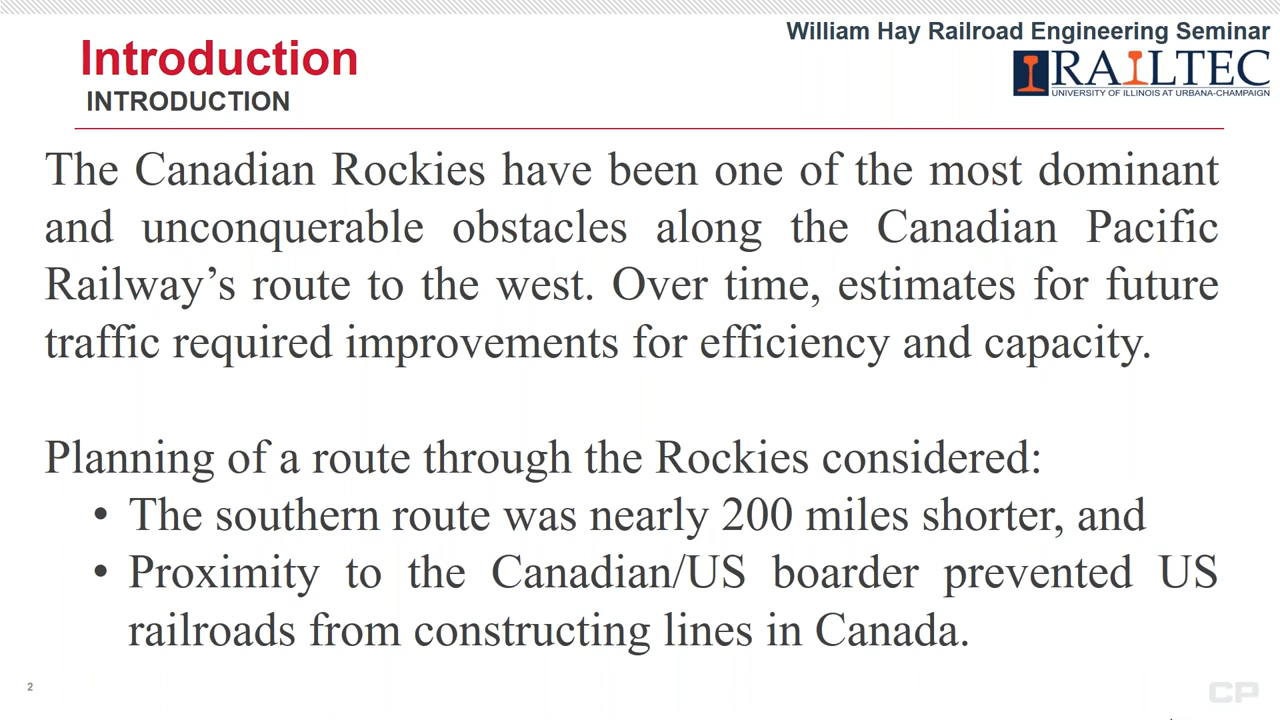 William Hay Railroad Engineering Seminar
Introduction
RAILTEC
INTRODUCTION
UNIVERSITY OF ILLINOIS AT URBANA-CHAMPAIGN
The Canadian Rockies have been one of the most dominant
and unconquerable obstacles along the Canadian Pacific
Railway’s route to the west. Over time, estimates for future
traffic required improvements for efficiency and capacity.
Planning of a route through the Rockies considered:
• The southern route was nearly 200 miles shorter, and
• Proximity to the Canadian/US boarder prevented US
railroads from constructing lines in Canada.
2
CP